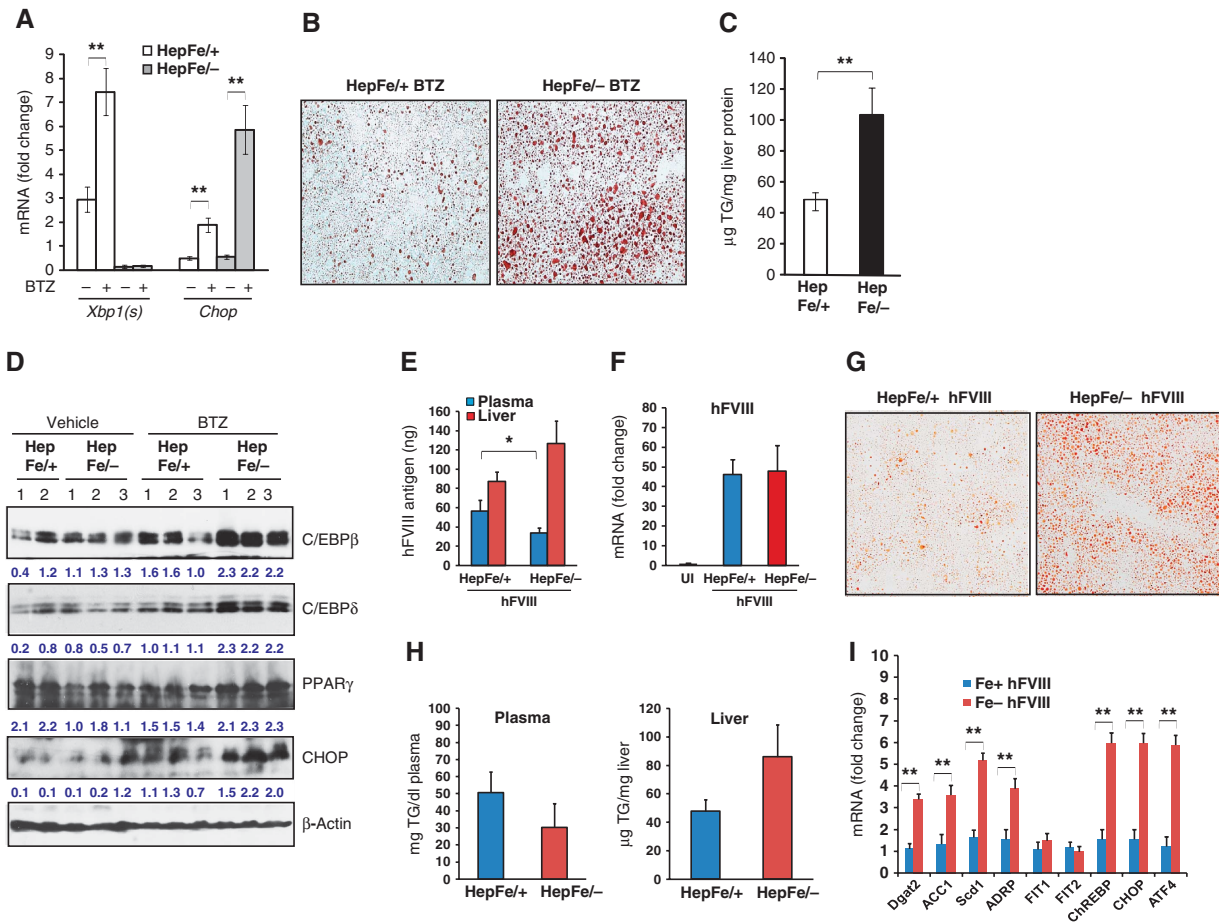 A
HepFe/+
HepFe/–
mRNA (fold change)
9
8
7
6
5
4
3
2
1
0
**
**
**
BTZ – + – + – + – +
Xbp1(s) Chop
B
HepFe/+ BTZ HepFe/– BTZ
C
µg TG/mg liver protein
140
120
100
80
60
40
20
0
**
Hep Hep
Fe/+ Fe/–
D
Vehicle BTZ
Hep Hep Hep Hep
Fe/+ Fe/– Fe/+ Fe/–
1 2 1 2 3 1 2 3 1 2 3
C/EBPβ
0.4 1.2 1.1 1.3 1.3 1.6 1.6 1.0 2.3 2.2 2.2
C/EBPδ
0.2 0.8 0.8 0.5 0.7 1.0 1.1 1.1 2.3 2.2 2.2
PPARγ
2.1 2.2 1.0 1.8 1.1 1.5 1.5 1.4 2.1 2.3 2.3
CHOP
0.1 0.1 0.1 0.2 1.2 1.1 1.3 0.7 1.5 2.2 2.0
β-Actin
E
Plasma
Liver
hFVIII antigen (ng)
160
140
120
100
80
60
40
20
0
*
HepFe/+ HepFe/–
hFVIII
F
hFVIII
mRNA (fold change)
80
70
60
50
40
30
20
10
0
UI HepFe/+ HepFe/–
hFVIII
G
HepFe/+ hFVIII HepFe/– hFVIII
H
Plasma
mg TG/dl plasma
100
90
80
70
60
50
40
30
20
10
0
HepFe/+ HepFe/–
Liver
µg TG/mg liver
120
100
80
60
40
20
0
HepFe/+ HepFe/–
I
Fe+ hFVIII
Fe– hFVIII
mRNA (fold change)
10
9
8
7
6
5
4
3
2
1
0
** ** ** ** ** ** **
Dgat2 ACC1 Scd1 ADRP FIT1 FIT2 ChREBP CHOP ATF4